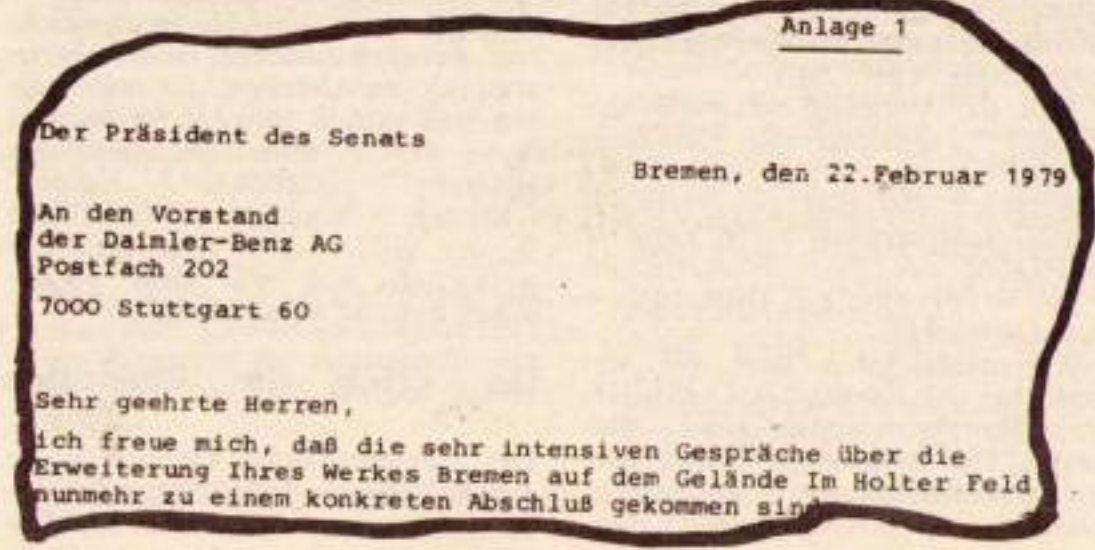 Anlage 1
Der Präsident des Senats
Bremen, den 22.Februar 1979
An den Vorstand
der Daimler-Benz AG
Postfach 202
7000 Stuttgart 60
Sehr geehrte Herren,
ich freue mich, daß die sehr intensiven Gespräche über die
Erweiterung Ihres Werkes Bremen auf dem Gelände Im Holter Feld
nunmehr zu einem konkreten Abschluß gekommen sind